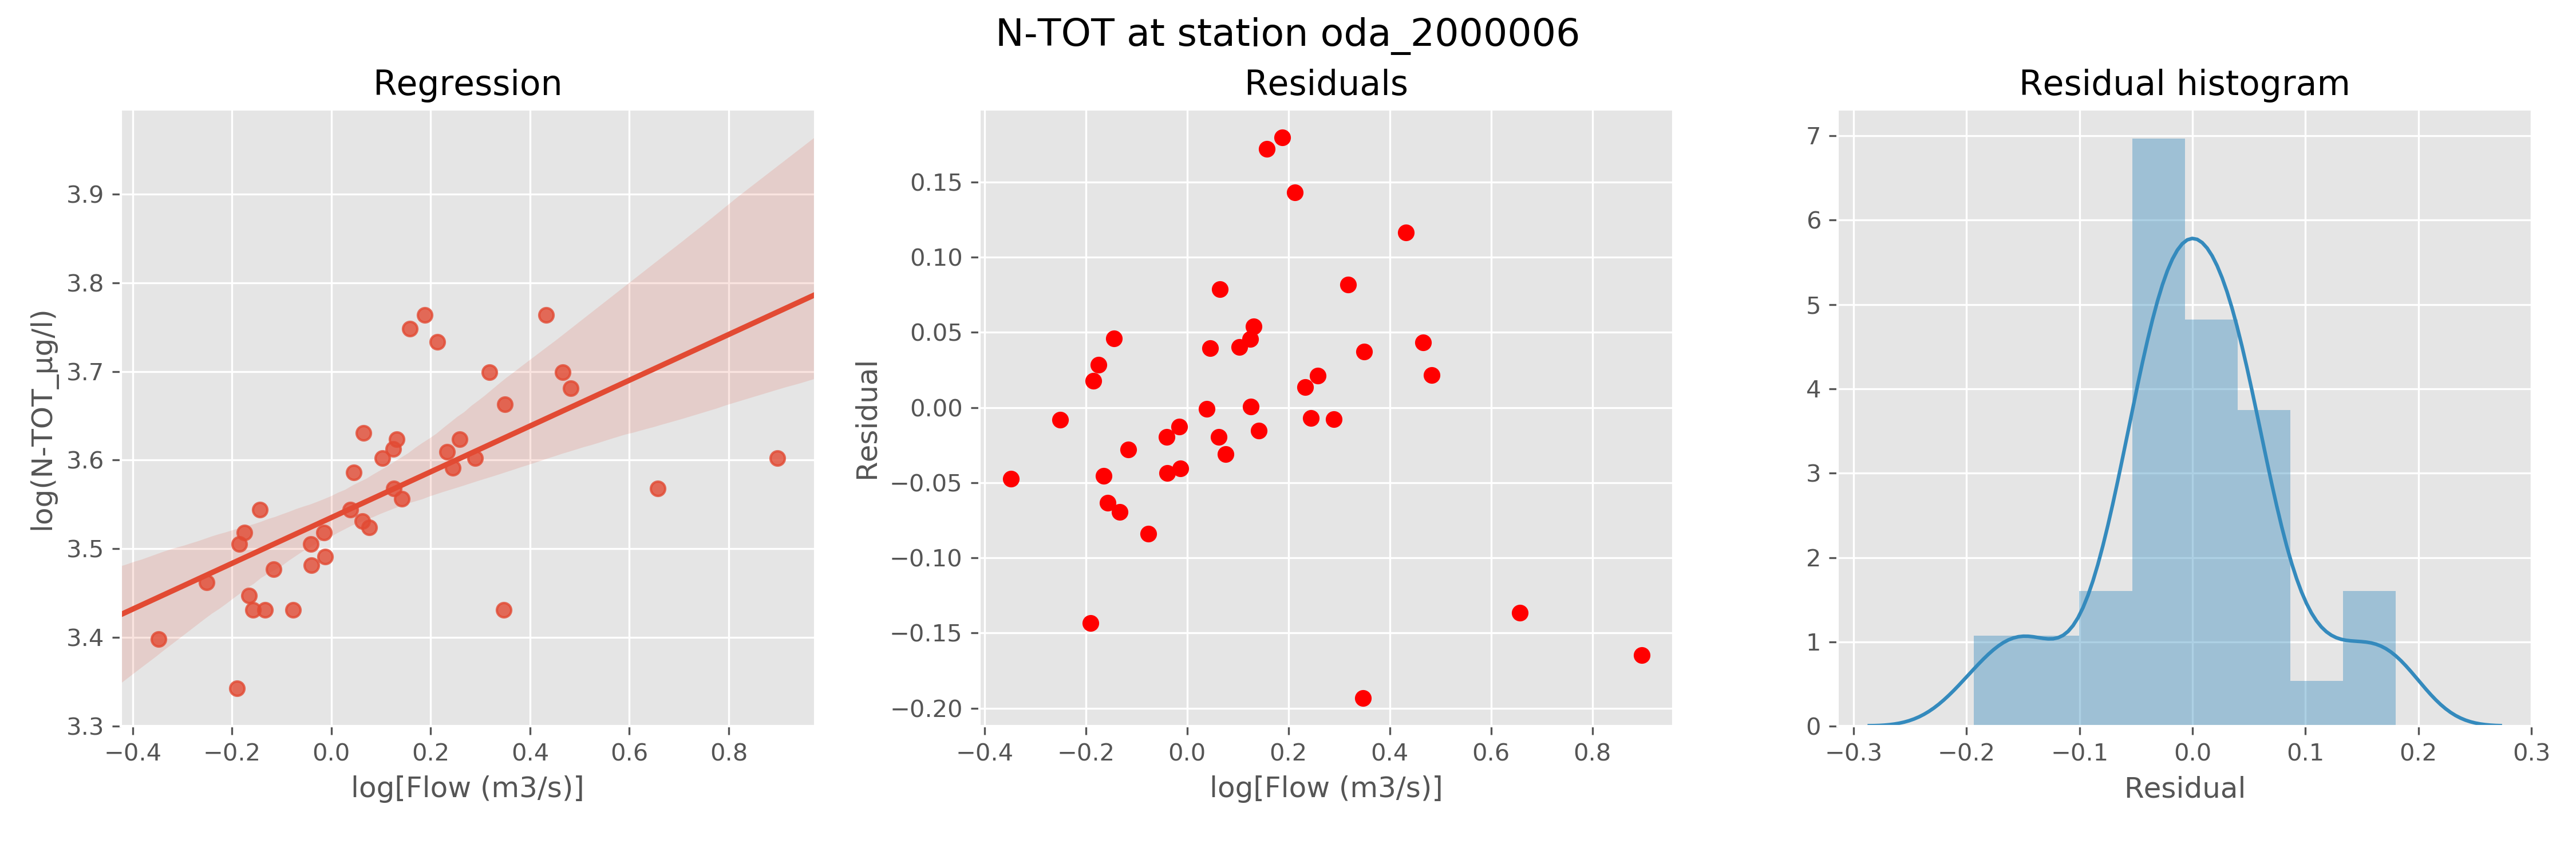 N-TOT at station oda_2000006
Regression
log(N-TOT_µg/l)
3.9
3.8
3.7
3.6
3.5
3.4
3.3
−0.4 −0.2 0.0 0.2 0.4 0.6 0.8
log[Flow (m3/s)]
Residuals
Residual
0.15
0.10
0.05
0.00
−0.05
−0.10
−0.15
−0.20
−0.4 −0.2 0.0 0.2 0.4 0.6 0.8
log[Flow (m3/s)]
Residual histogram
7
6
5
4
3
2
1
0
−0.3 −0.2 −0.1 0.0 0.1 0.2 0.3
Residual